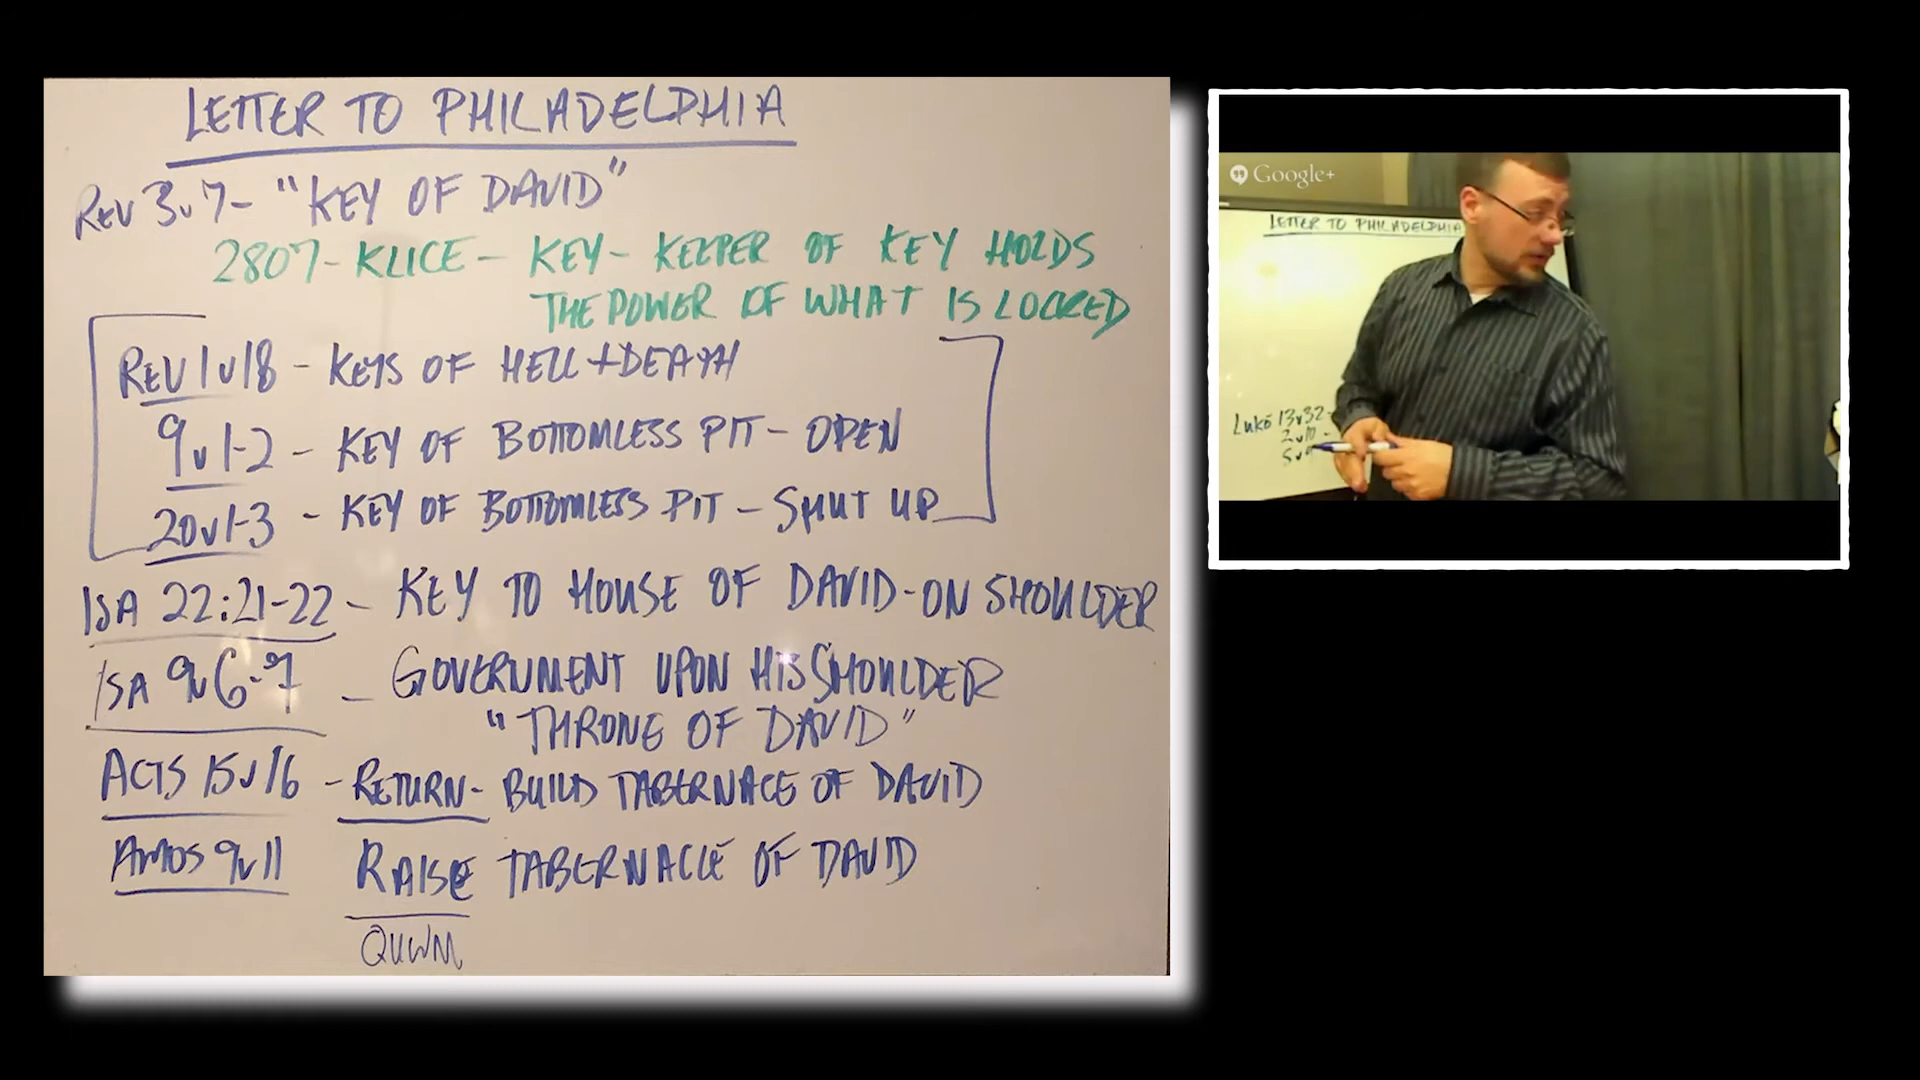 LETTER TO PHILADELPHIA
REV 3v7- "KEY OF DAVID"
2807- KLICE - KEY- KEEPER OF KEY HOLDS
THE POWER OF WHAT IS LOCKED
REV 1v18 - KEYS OF HELL + DEATH
9v1-2 - KEY OF BOTTOMLESS PIT - OPEN
20v1-3 - KEY OF BOTTOMLESS PIT - SHUT UP
ISA 22:21-22 - KEY TO HOUSE OF DAVID - ON SHOULDER
ISA 9v6-7 - GOVERNMENT UPON HIS SHOULDER
"THRONE OF DAVID"
ACTS 15v16 - RETURN - BUILD TABERNACE OF DAVID
AMOS 9v11 RAISE TABERNACLE OF DAVID
QUWM
Google+
LETTER TO PHILADELPHIA
Luke 13v32-
2v10-